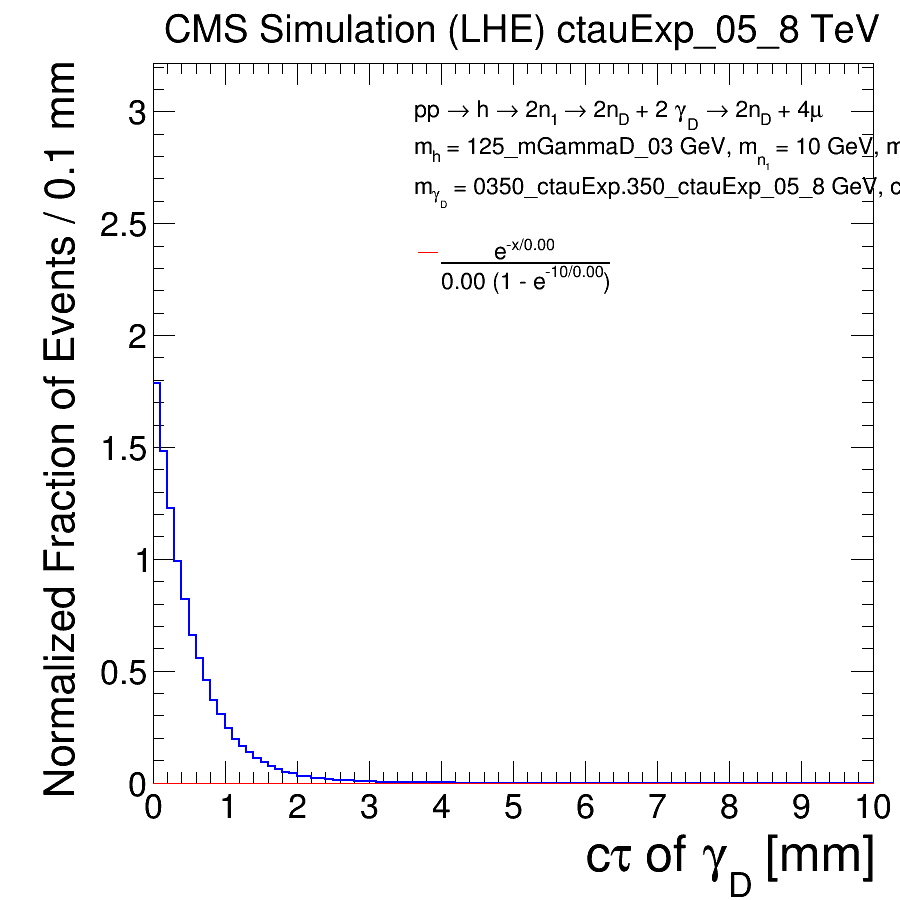 CMS Simulation (LHE) ctauExp_05_8 TeV
Normalized Fraction of Events / 0.1 mm
3
2.5
2
1.5
1
0.5
0
pp → h → 2n1 → 2nD + 2 γD → 2nD + 4μ
mh = 125_mGammaD_03 GeV, mn1 = 10 GeV, m
mγD = 0350_ctauExp.350_ctauExp_05_8 GeV, c
e-x/0.00
0.00 (1 - e-10/0.00)
0 1 2 3 4 5 6 7 8 9 10
cτ of γD [mm]